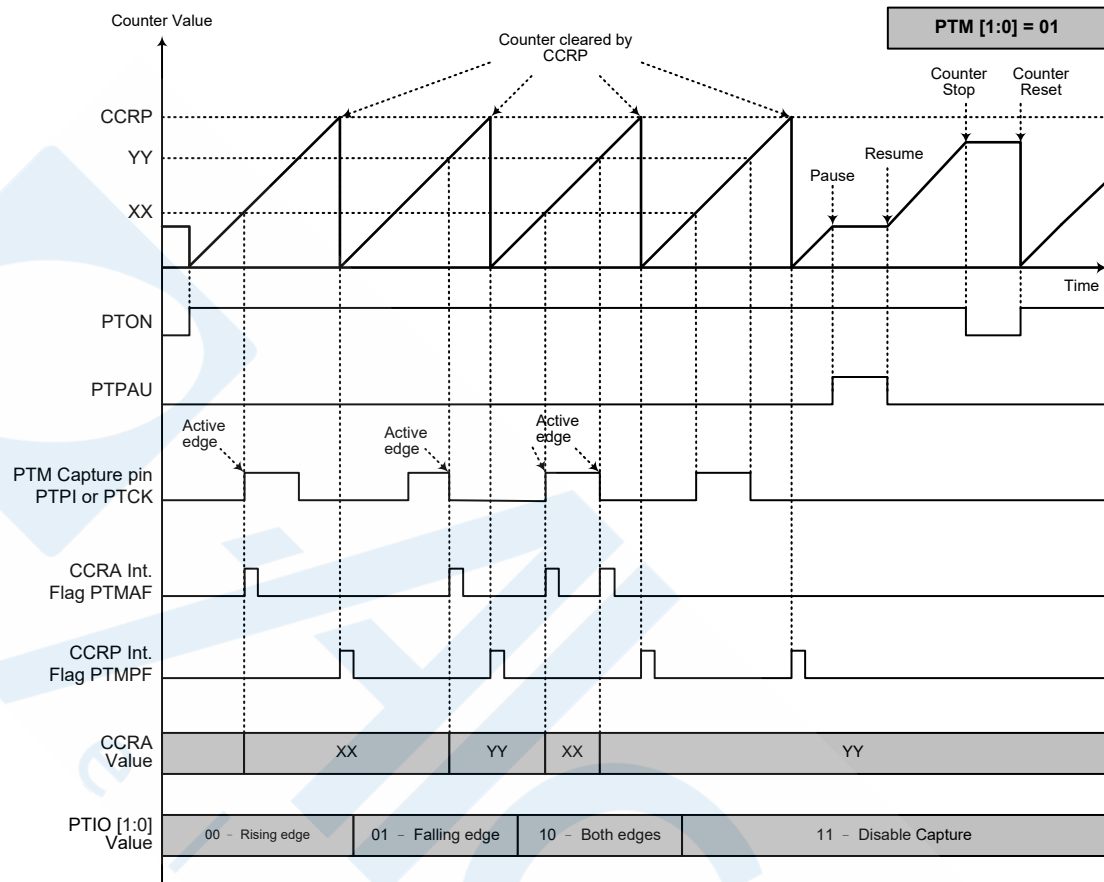 Counter Value
PTM [1:0] = 01
Counter cleared by
CCRP
Counter
Stop
Counter
Reset
CCRP
YY
Resume
Pause
XX
Time
PTON
PTPAU
Active
edge
Active
edge
Active
edge
PTM Capture pin
PTPI or PTCK
CCRA Int.
Flag PTMAF
CCRP Int.
Flag PTMPF
CCRA
Value
XX
YY
XX
YY
PTIO [1:0]
Value
00 – Rising edge
01 – Falling edge
10 – Both edges
11 – Disable Capture